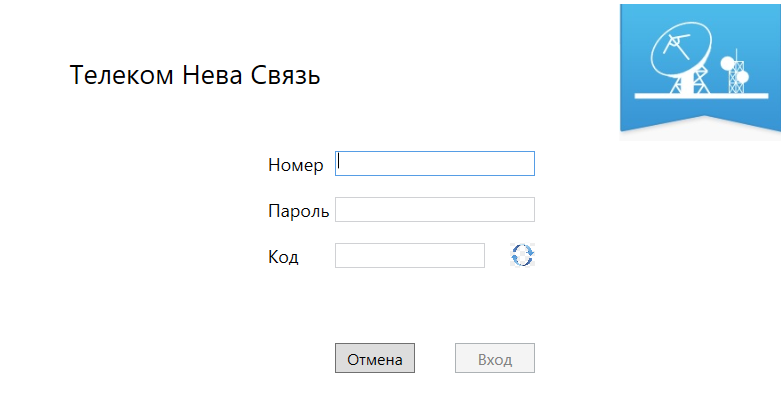 Телеком Нева Связь
Номер
Пароль
Код
Отмена Вход